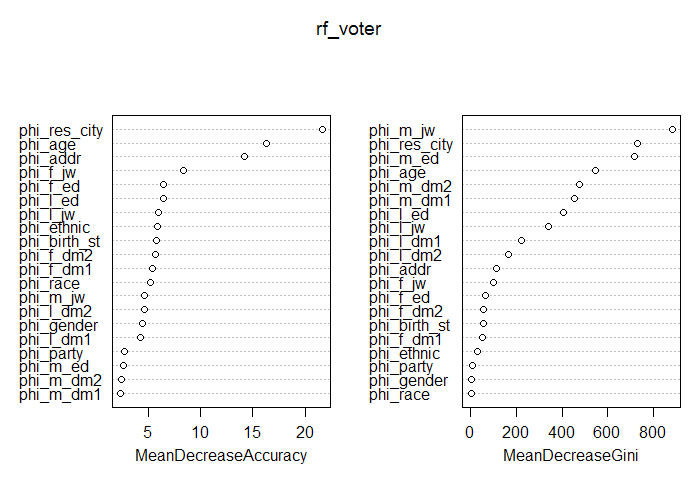 rf_voter
phi_res_city
phi_age
phi_addr
phi_f_jw
phi_f_ed
phi_l_ed
phi_l_jw
phi_ethnic
phi_birth_st
phi_f_dm2
phi_f_dm1
phi_race
phi_m_jw
phi_l_dm2
phi_gender
phi_l_dm1
phi_party
phi_m_ed
phi_m_dm2
phi_m_dm1
5 10 15 20
MeanDecreaseAccuracy
phi_m_jw
phi_res_city
phi_m_ed
phi_age
phi_m_dm2
phi_m_dm1
phi_l_ed
phi_l_jw
phi_l_dm1
phi_l_dm2
phi_addr
phi_f_jw
phi_f_ed
phi_f_dm2
phi_birth_st
phi_f_dm1
phi_ethnic
phi_party
phi_gender
phi_race
0 200 400 600 800
MeanDecreaseGini